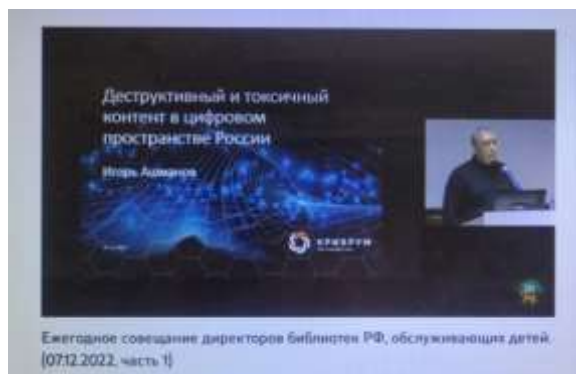 Деструктивный и токсичный
контент в цифровом
пространстве России
Игорь Ашманов
КРИБРУМ
Ежегодное совещание директоров библиотек РФ, обслуживающих детей.
(07.12.2022, часть 1)